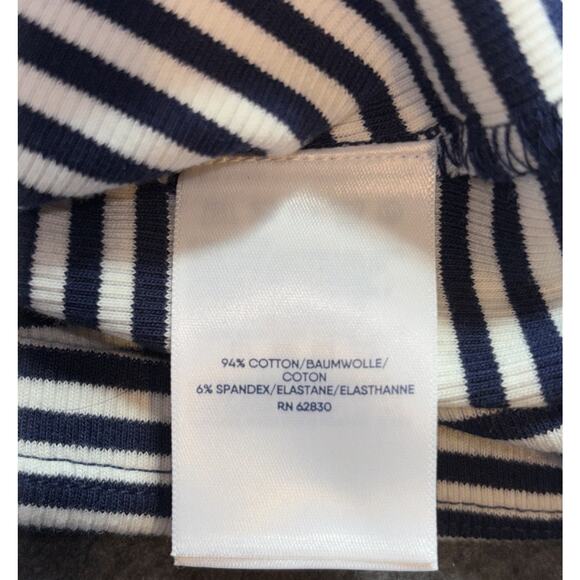 94% COTTON/BAUMWOLLE/
COTON
6% SPANDEX/ELASTANE/ELASTHANNE
RN 62830